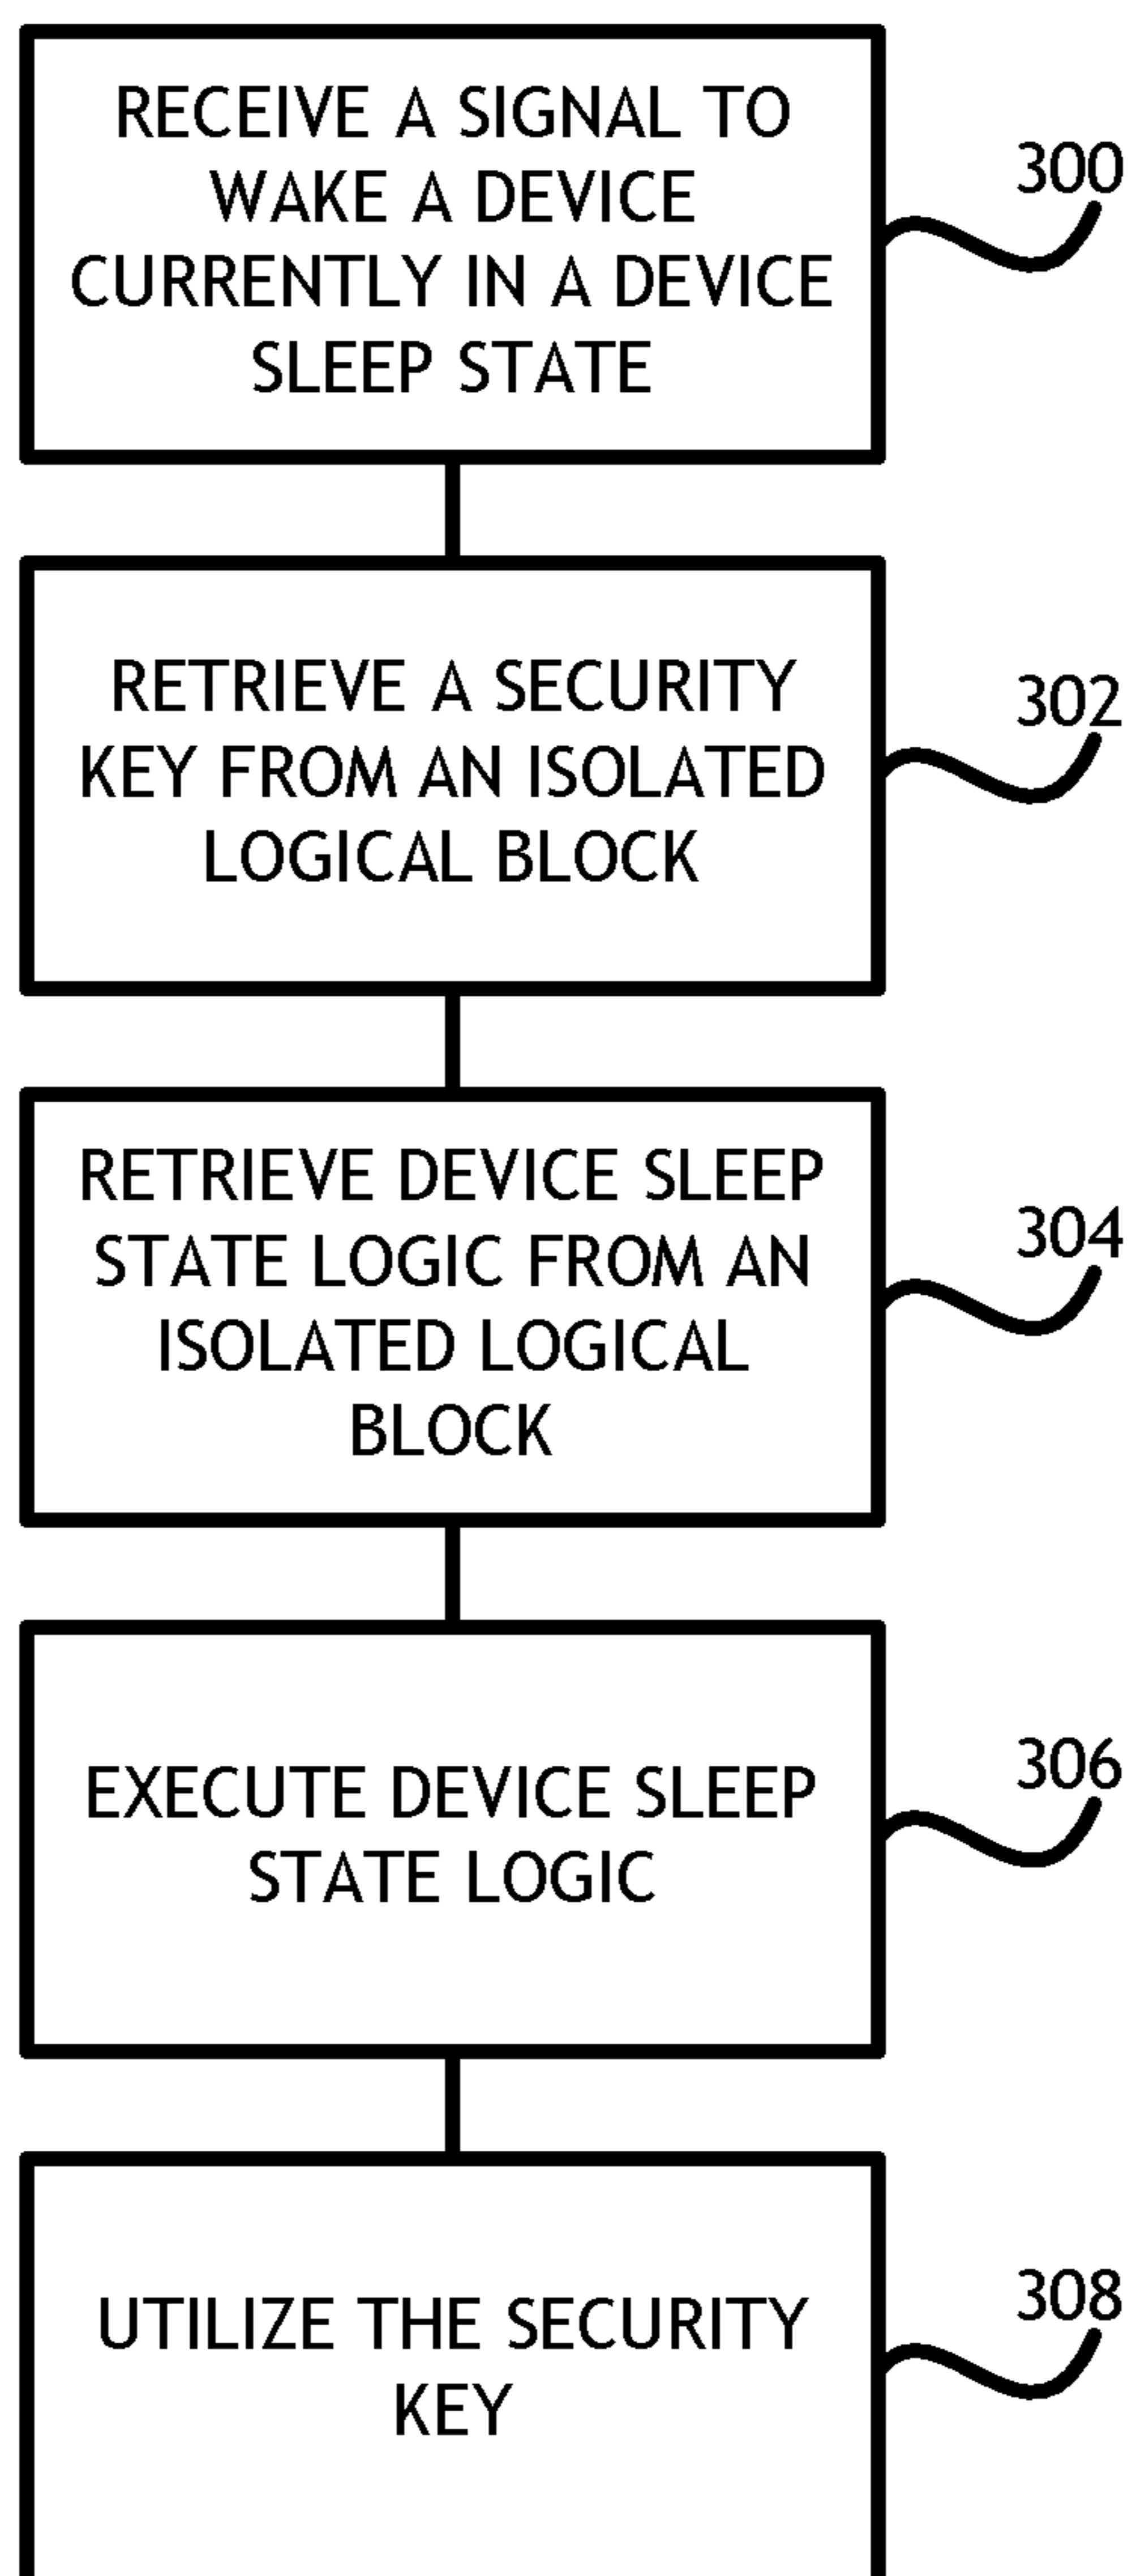 RECEIVE A SIGNAL TO
WAKE A DEVICE
CURRENTLY IN A DEVICE
SLEEP STATE
300
RETRIEVE A SECURITY
KEY FROM AN ISOLATED
LOGICAL BLOCK
302
RETRIEVE DEVICE SLEEP
STATE LOGIC FROM AN
ISOLATED LOGICAL
BLOCK
304
EXECUTE DEVICE SLEEP
STATE LOGIC
306
UTILIZE THE SECURITY
KEY
308